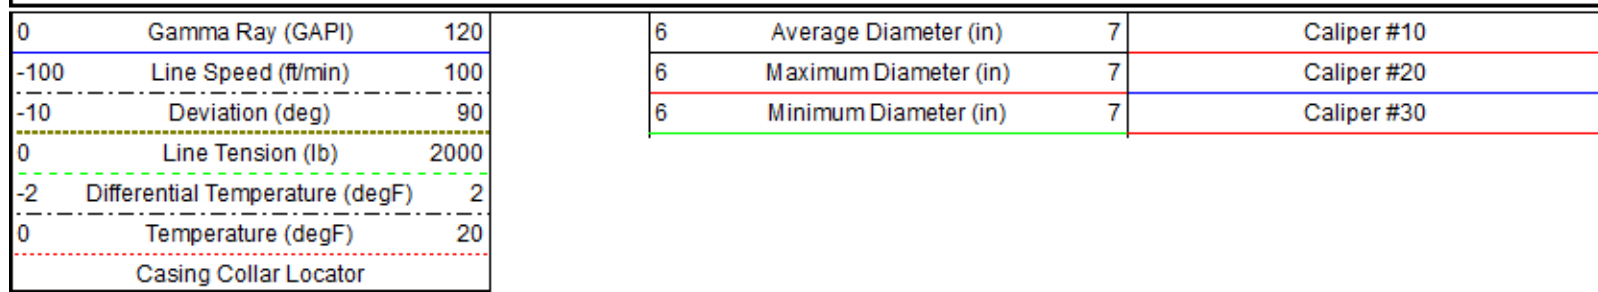 0 Gamma Ray (GAPI) 120 6 Average Diameter (in) 7 Caliper #10
-100 Line Speed (ft/min) 100 6 Maximum Diameter (in) 7 Caliper #20
-10 Deviation (deg) 90 6 Minimum Diameter (in) 7 Caliper #30
0 Line Tension (lb) 2000
-2 Differential Temperature (degF) 2
0 Temperature (degF) 20
Casing Collar Locator